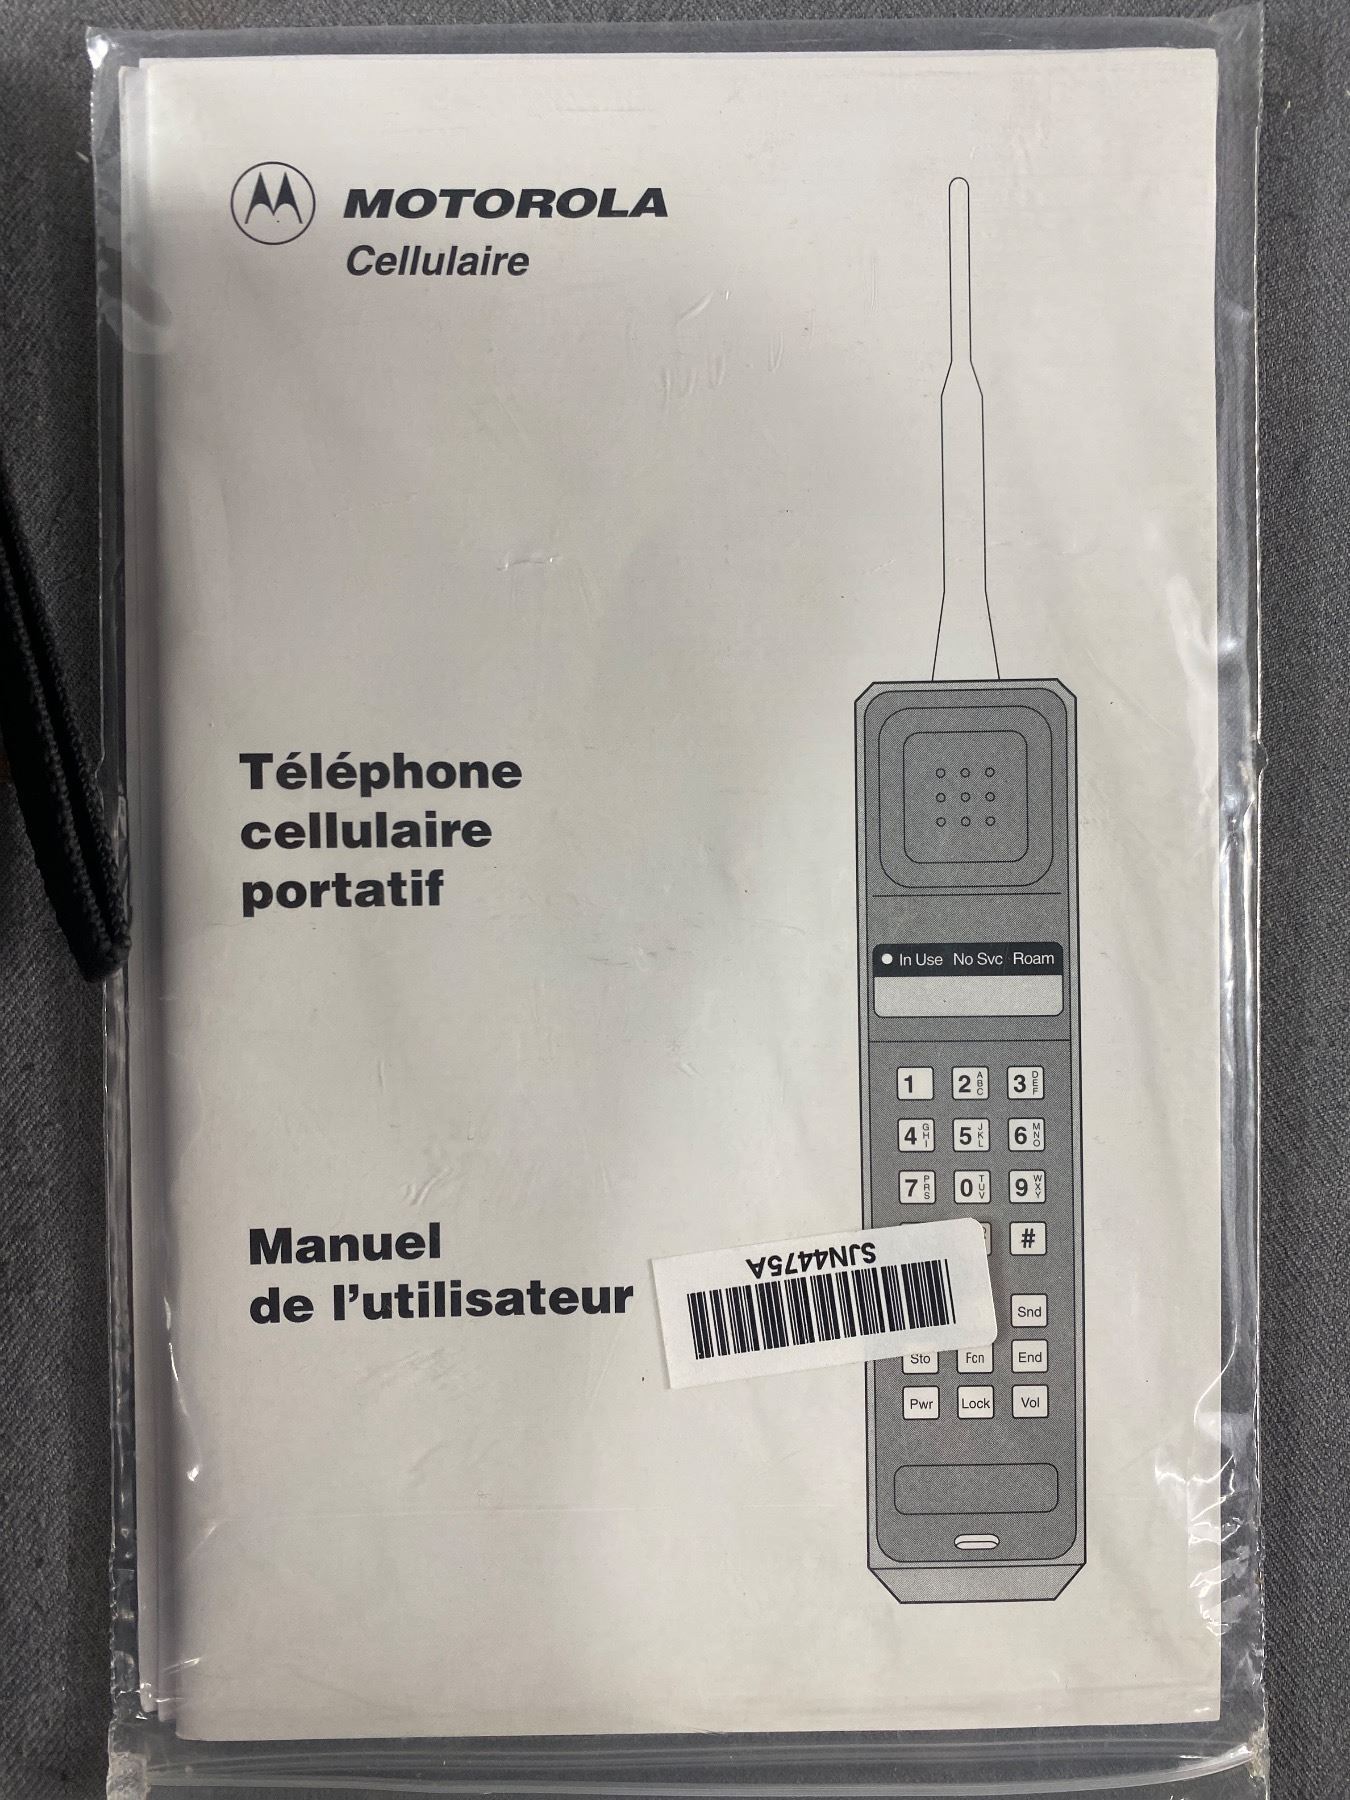 MOTOROLA
Cellulaire
Téléphone
cellulaire
portatif
Manuel
de l'utilisateur
In Use No Svc Roam
1 2 ABC 3 DEF
4 GHI 5 JKL 6 MNO
7 PRS 0 TUV 9 WXY
#
Snd
Sto Fcn End
Pwr Lock Vol
SJN4475A